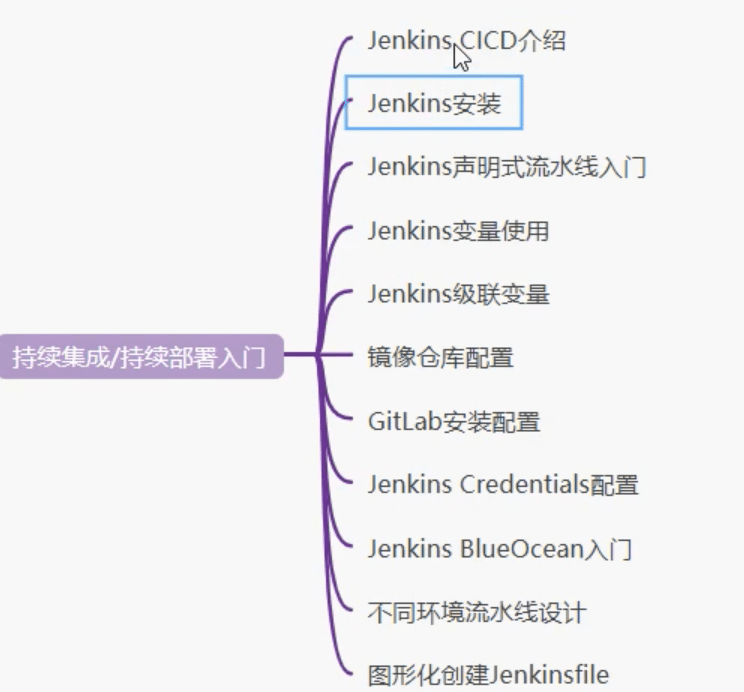 Jenkins CICD介绍
Jenkins安装
Jenkins声明式流水线入门
Jenkins变量使用
Jenkins级联变量
持续集成/持续部署入门
镜像仓库配置
GitLab安装配置
Jenkins Credentials配置
Jenkins BlueOcean入门
不同环境流水线设计
图形化创建Jenkinsfile